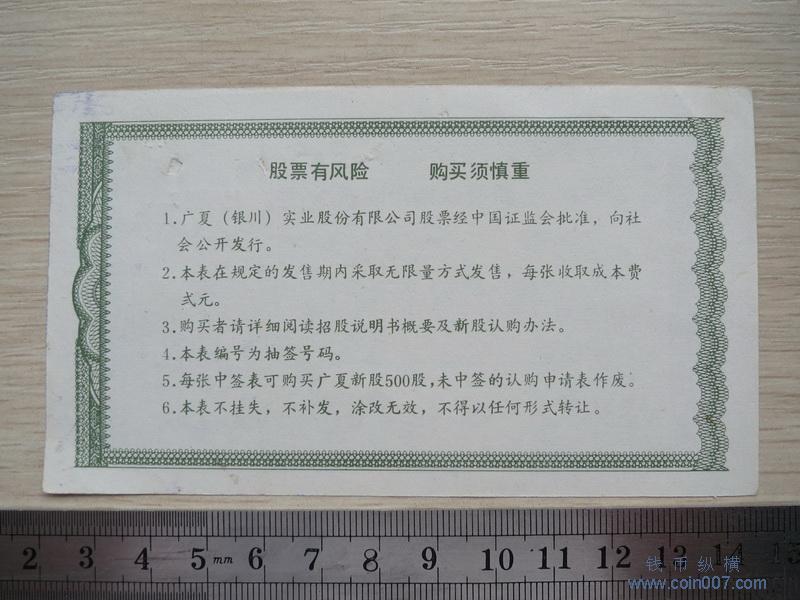 股票有风险 购买须慎重
1.广夏（银川）实业股份有限公司股票经中国证监会批准，向社
会公开发行。
2.本表在规定的发售期内采取无限量方式发售，每张收取成本费
贰元。
3.购买者请详细阅读招股说明书概要及新股认购办法。
4.本表编号为抽签号码。
5.每张中签表可购买广夏新股500股，未中签的认购申请表作废。
6.本表不挂失，不补发，涂改无效，不得以任何形式转让。
2 3 4 5 mm 6 7 8 9 10 11 12 13 14 15
钱币纵横
www.coin007.com